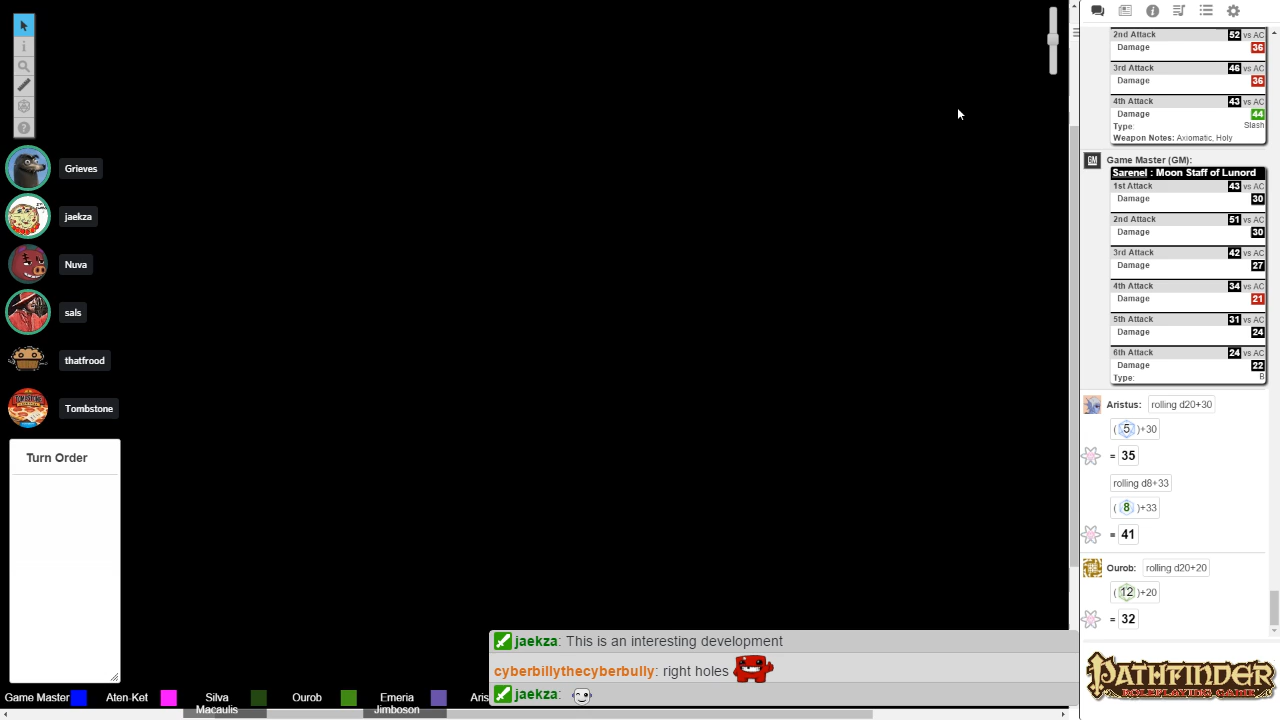 Grieves
jaekza
Nuva
sals
thatfrood
Tombstone
Turn Order
Game Master
Aten-Ket
Silva
Macaulis
Ourob
Emeria
Jimboson
Aris
jaekza: This is an interesting development
cyberbillythecyberbully: right holes
jaekza:
2nd Attack 52 vs AC
Damage 36
3rd Attack 46 vs AC
Damage 36
4th Attack 43 vs AC
Damage 44
Type: Slash
Weapon Notes: Axiomatic, Holy
GM Game Master (GM):
Sarenel : Moon Staff of Lunord
1st Attack 43 vs AC
Damage 30
2nd Attack 51 vs AC
Damage 30
3rd Attack 42 vs AC
Damage 27
4th Attack 34 vs AC
Damage 21
5th Attack 31 vs AC
Damage 24
6th Attack 24 vs AC
Damage 22
Type: B
Aristus: rolling d20+30
(5)+30
= 35
rolling d8+33
(8)+33
= 41
Ourob: rolling d20+20
(12)+20
= 32
PATHFINDER
ROLEPLAYING GAME